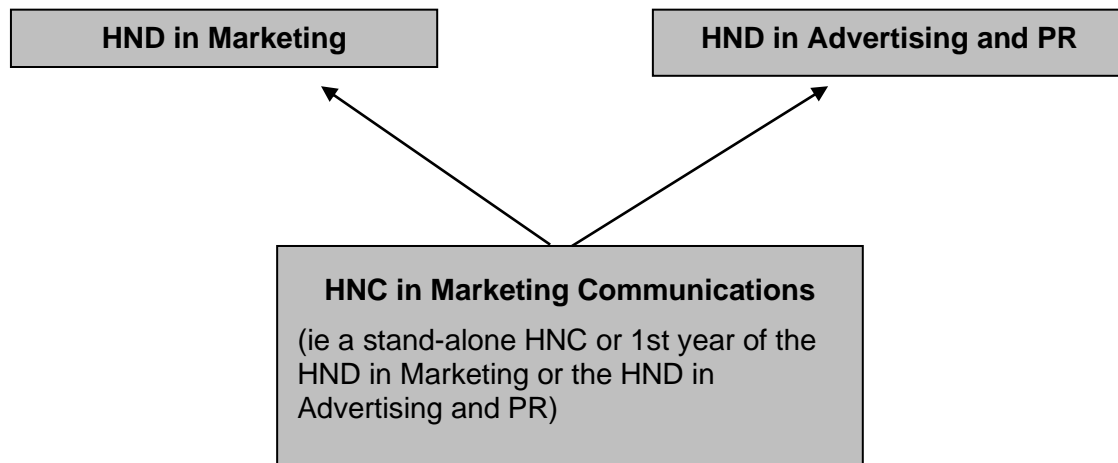 HND in Marketing
HND in Advertising and PR
HNC in Marketing Communications
(ie a stand-alone HNC or 1st year of the
HND in Marketing or the HND in
Advertising and PR)